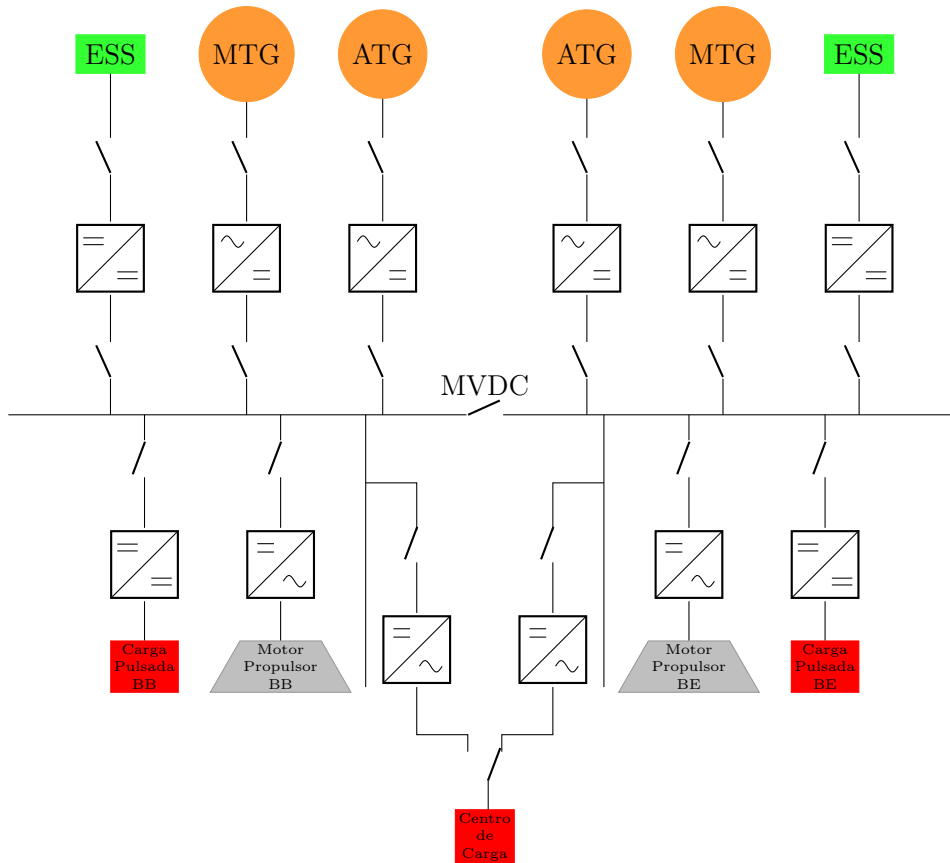 ESS
MTG
ATG
ATG
MTG
ESS
MVDC
Carga
Pulsada
BB
Motor
Propulsor
BB
Motor
Propulsor
BE
Carga
Pulsada
BE
Centro
de
Carga